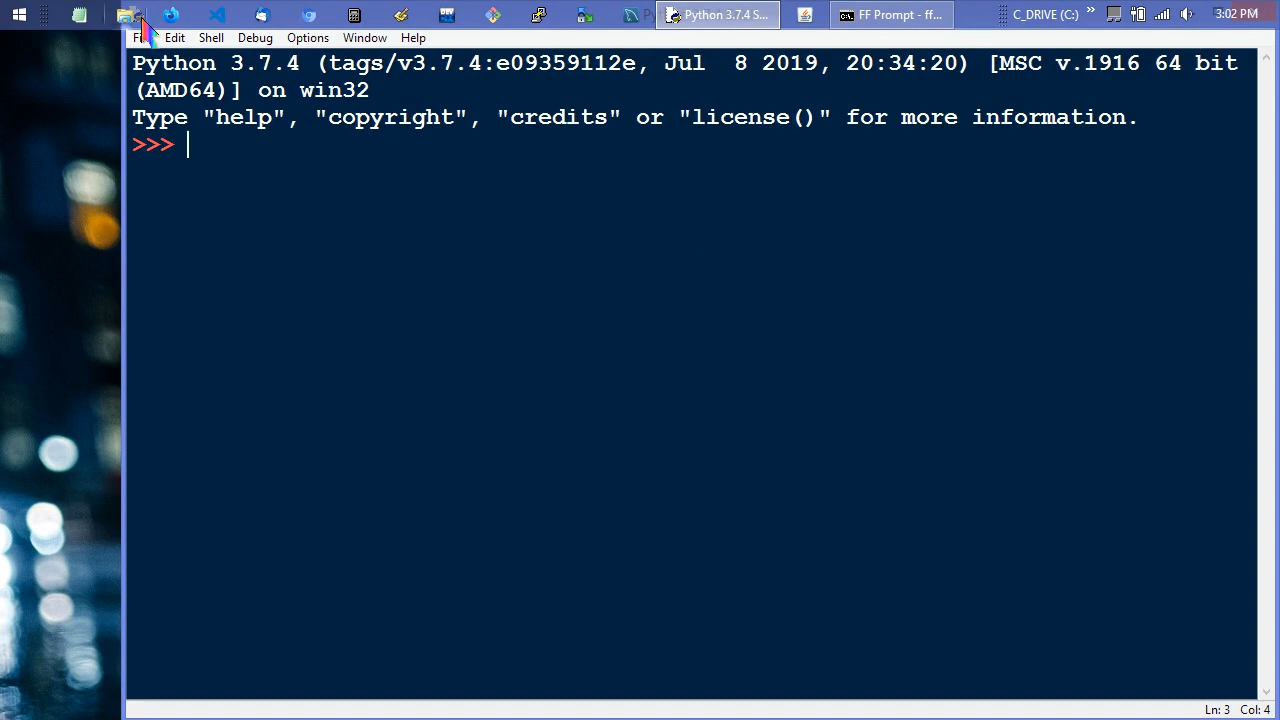 Python 3.7.4 S...
FF Prompt - ff...
C_DRIVE (C:)
3:02 PM
Edit Shell Debug Options Window Help
Python 3.7.4 (tags/v3.7.4:e09359112e, Jul  8 2019, 20:34:20) [MSC v.1916 64 bit
(AMD64)] on win32
Type "help", "copyright", "credits" or "license()" for more information.
>>>
Ln: 3 Col: 4